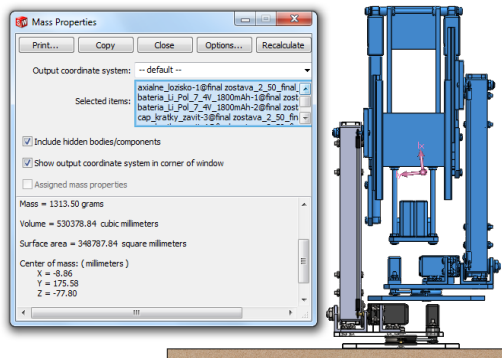 Mass Properties
Print... Copy Close Options... Recalculate
Output coordinate system: -- default --
Selected items:
axialne_lozisko-1@final zostava_2_50_final_
bateria_Li_Pol_7_4V_1800mAh-1@final zost
bateria_Li_Pol_7_4V_1800mAh-2@final zost
cap_kratky_zavit-3@final zostava_2_50_fin
Include hidden bodies/components
Show output coordinate system in corner of window
Assigned mass properties
Mass = 1313.50 grams
Volume = 530378.84 cubic millimeters
Surface area = 348787.84 square millimeters
Center of mass: ( millimeters )
X = -8.86
Y = 175.58
Z = -77.80